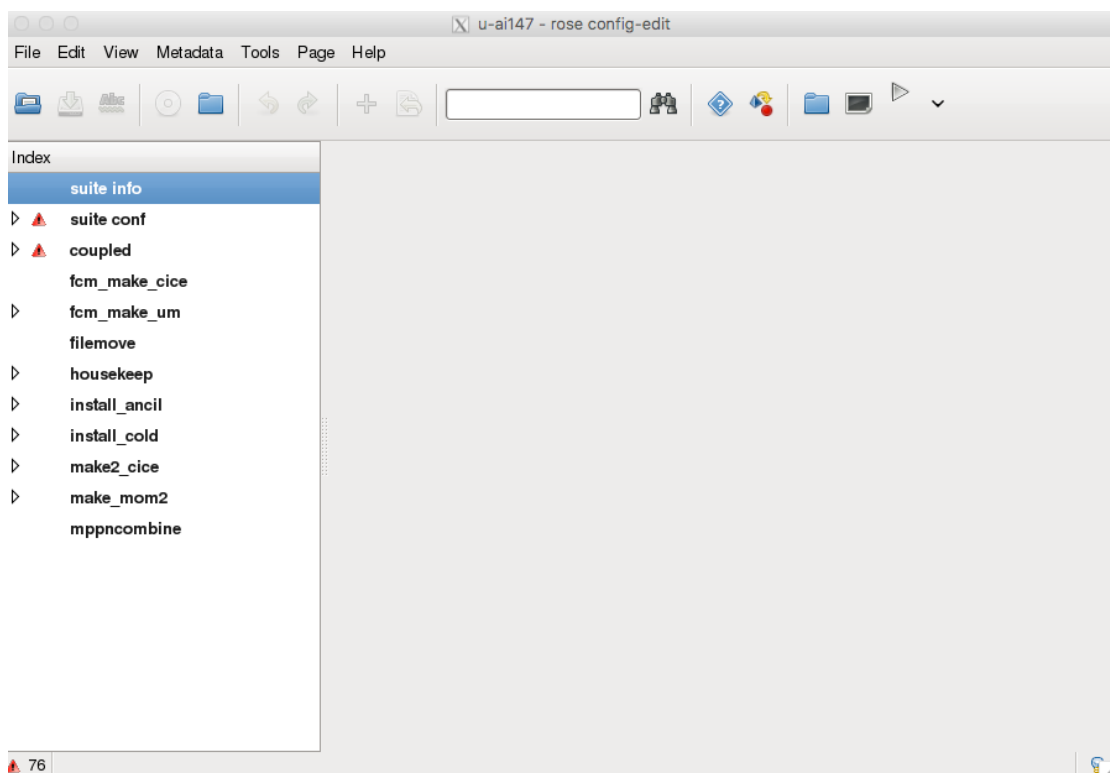 u-ai147 - rose config-edit
File Edit View Metadata Tools Page Help
Abc
Index
suite info
suite conf
coupled
fcm_make_cice
fcm_make_um
filemove
housekeep
install_ancil
install_cold
make2_cice
make_mom2
mppncombine
76